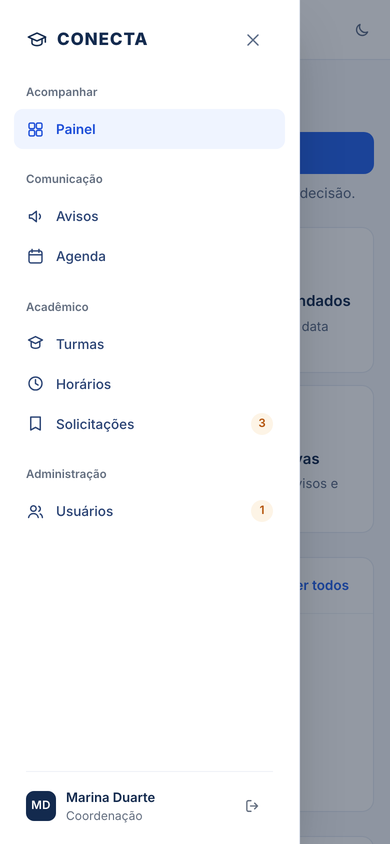 CONECTA
Acompanhar
Painel
Comunicação
Avisos
Agenda
Acadêmico
Turmas
Horários
Solicitações 3
Administração
Usuários 1
MD
Marina Duarte
Coordenação
decisão.
ndados
data
vas
visos e
er todos